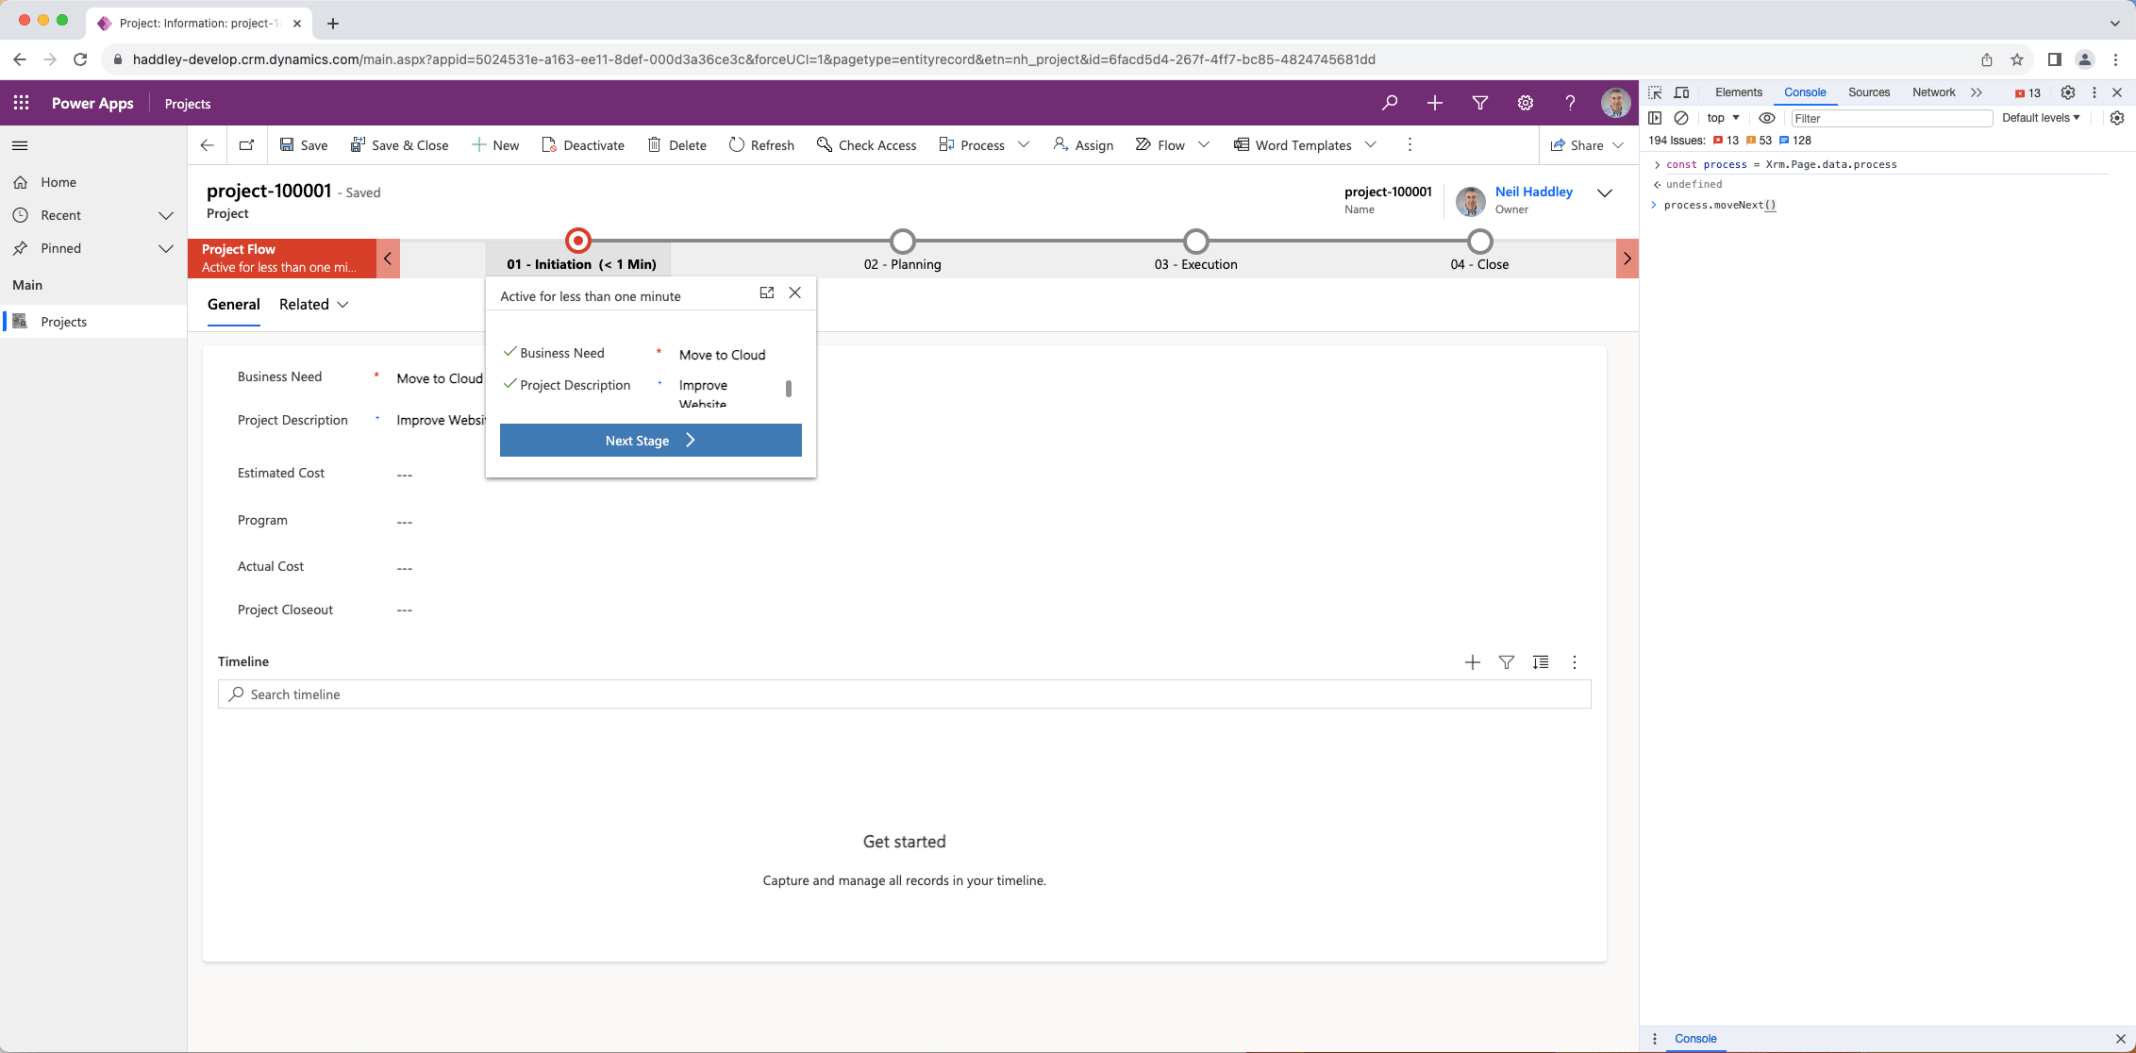 Project: Information: project-1
haddley-develop.crm.dynamics.com/main.aspx?appid=5024531e-a163-ee11-8def-000d3a36ce3c&forceUCI=1&pagetype=entityrecord&etn=nh_project&id=6facd5d4-267f-4ff7-bc85-4824745681dd
Power Apps
Projects
Home
Recent
Pinned
Main
Projects
Save
Save & Close
New
Deactivate
Delete
Refresh
Check Access
Process
Assign
Flow
Word Templates
Share
project-100001 - Saved
Project
project-100001
Name
Neil Haddley
Owner
Project Flow
Active for less than one mi...
01 - Initiation (< 1 Min)
02 - Planning
03 - Execution
04 - Close
General
Related
Active for less than one minute
Business Need * Move to Cloud
Project Description + Improve
Website
Next Stage
Business Need * Move to Cloud
Project Description + Improve Websi
Estimated Cost ---
Program ---
Actual Cost ---
Project Closeout ---
Timeline
Search timeline
Get started
Capture and manage all records in your timeline.
Elements
Console
Sources
Network
13
top
Filter
Default levels
194 Issues: 13 53 128
const process = Xrm.Page.data.process
undefined
process.moveNext()
Console